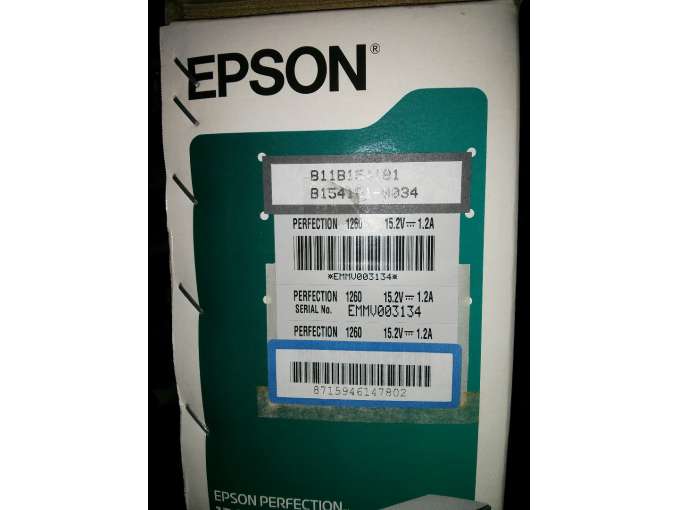 EPSON®
PERFECTION 1260 15.2V⎓1.2A
*EMMV003134*
PERFECTION 1260 15.2V⎓1.2A
SERIAL No. EMMV003134
PERFECTION 1260 15.2V⎓1.2A
8715946147802
EPSON PERFECTION